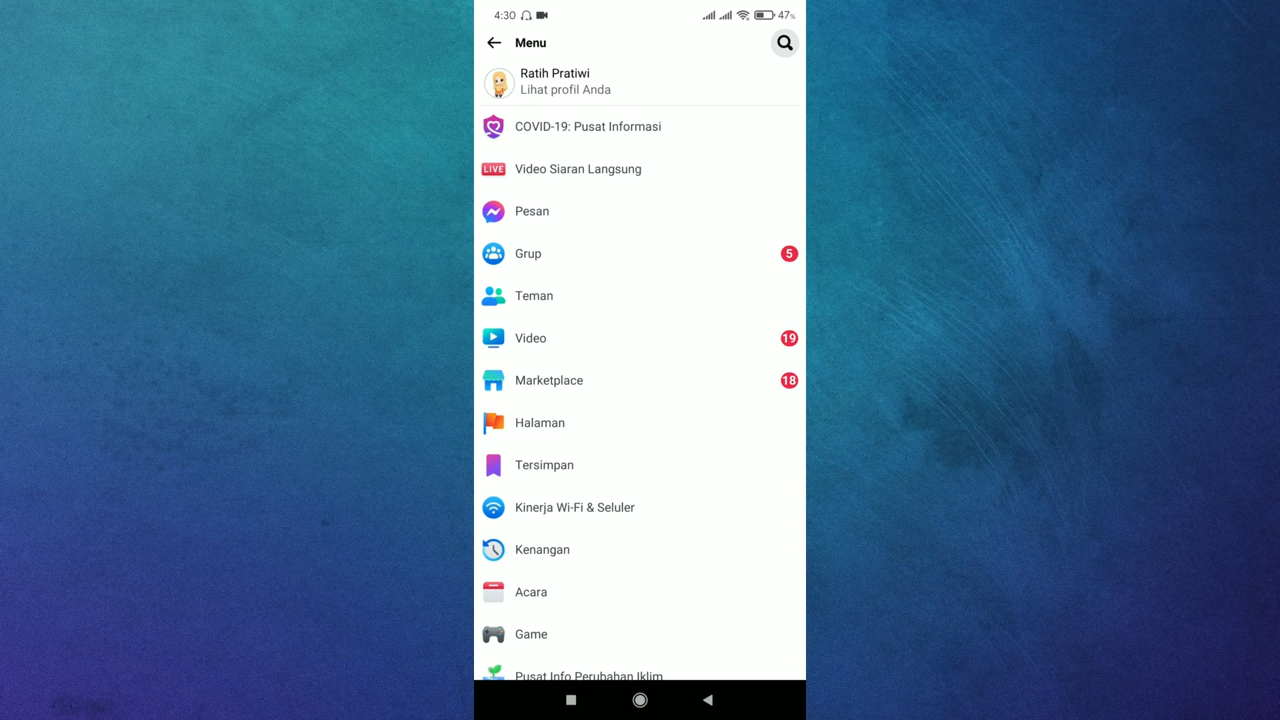 4:30 47%
Menu
Ratih Pratiwi
Lihat profil Anda
COVID-19: Pusat Informasi
LIVE Video Siaran Langsung
Pesan
Grup 5
Teman
Video 19
Marketplace 18
Halaman
Tersimpan
Kinerja Wi-Fi & Seluler
Kenangan
Acara
Game
Pusat Info Perubahan Iklim